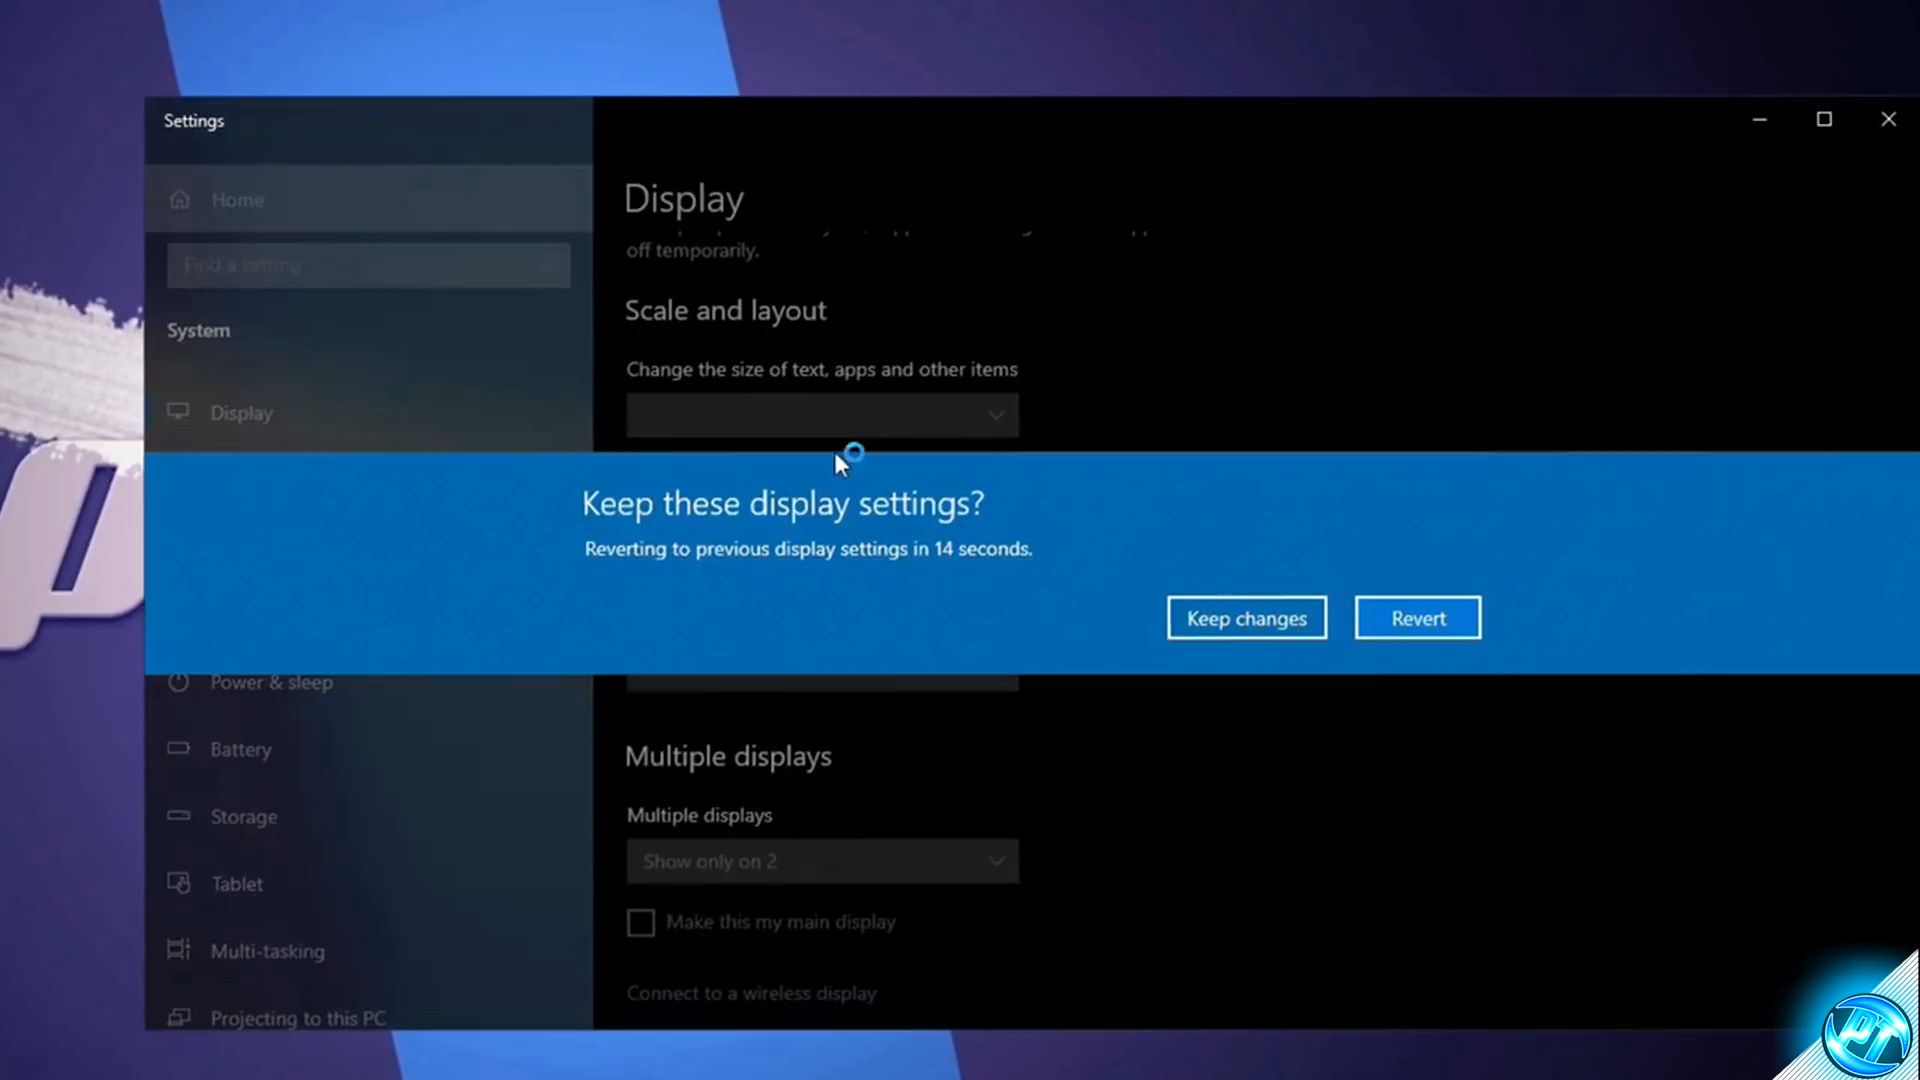 Settings
Home
Find a setting
System
Display
Power & sleep
Battery
Storage
Tablet
Multi-tasking
Projecting to this PC
Display
off temporarily.
Scale and layout
Change the size of text, apps and other items
Keep these display settings?
Reverting to previous display settings in 14 seconds.
Keep changes
Revert
Multiple displays
Multiple displays
Show only on 2
Make this my main display
Connect to a wireless display
PT